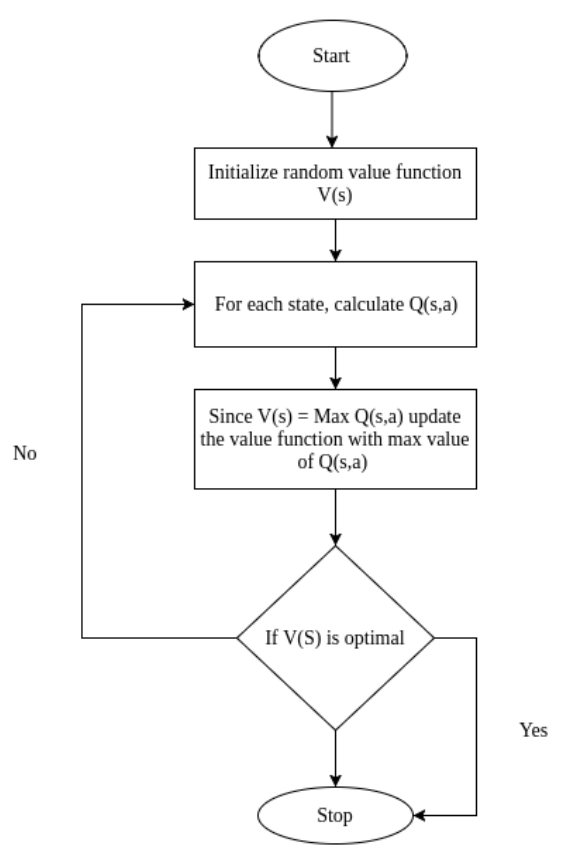 Start
Initialize random value function
V(s)
For each state, calculate Q(s,a)
Since V(s) = Max Q(s,a) update
the value function with max value
of Q(s,a)
No
If V(S) is optimal
Yes
Stop